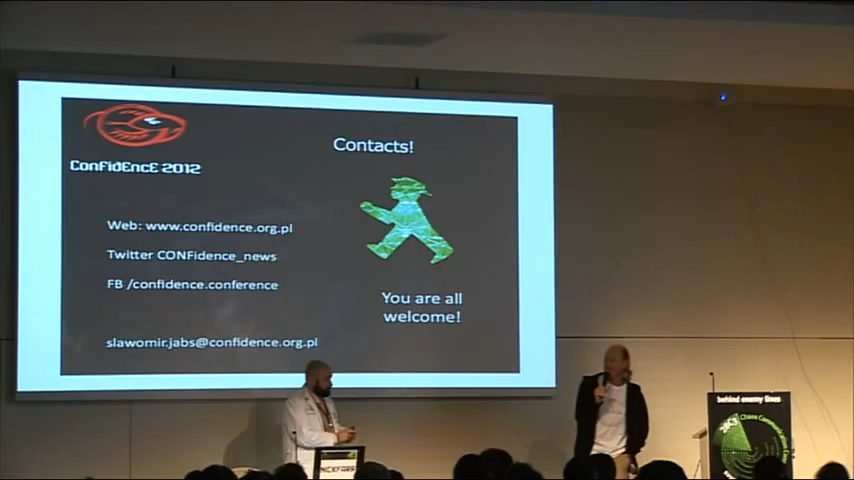 ConFidEncE 2012
Contacts!
Web: www.confidence.org.pl
Twitter CONFidence_news
FB /confidence.conference
You are all
welcome!
slawomir.jabs@confidence.org.pl
behind enemy lines
28C3